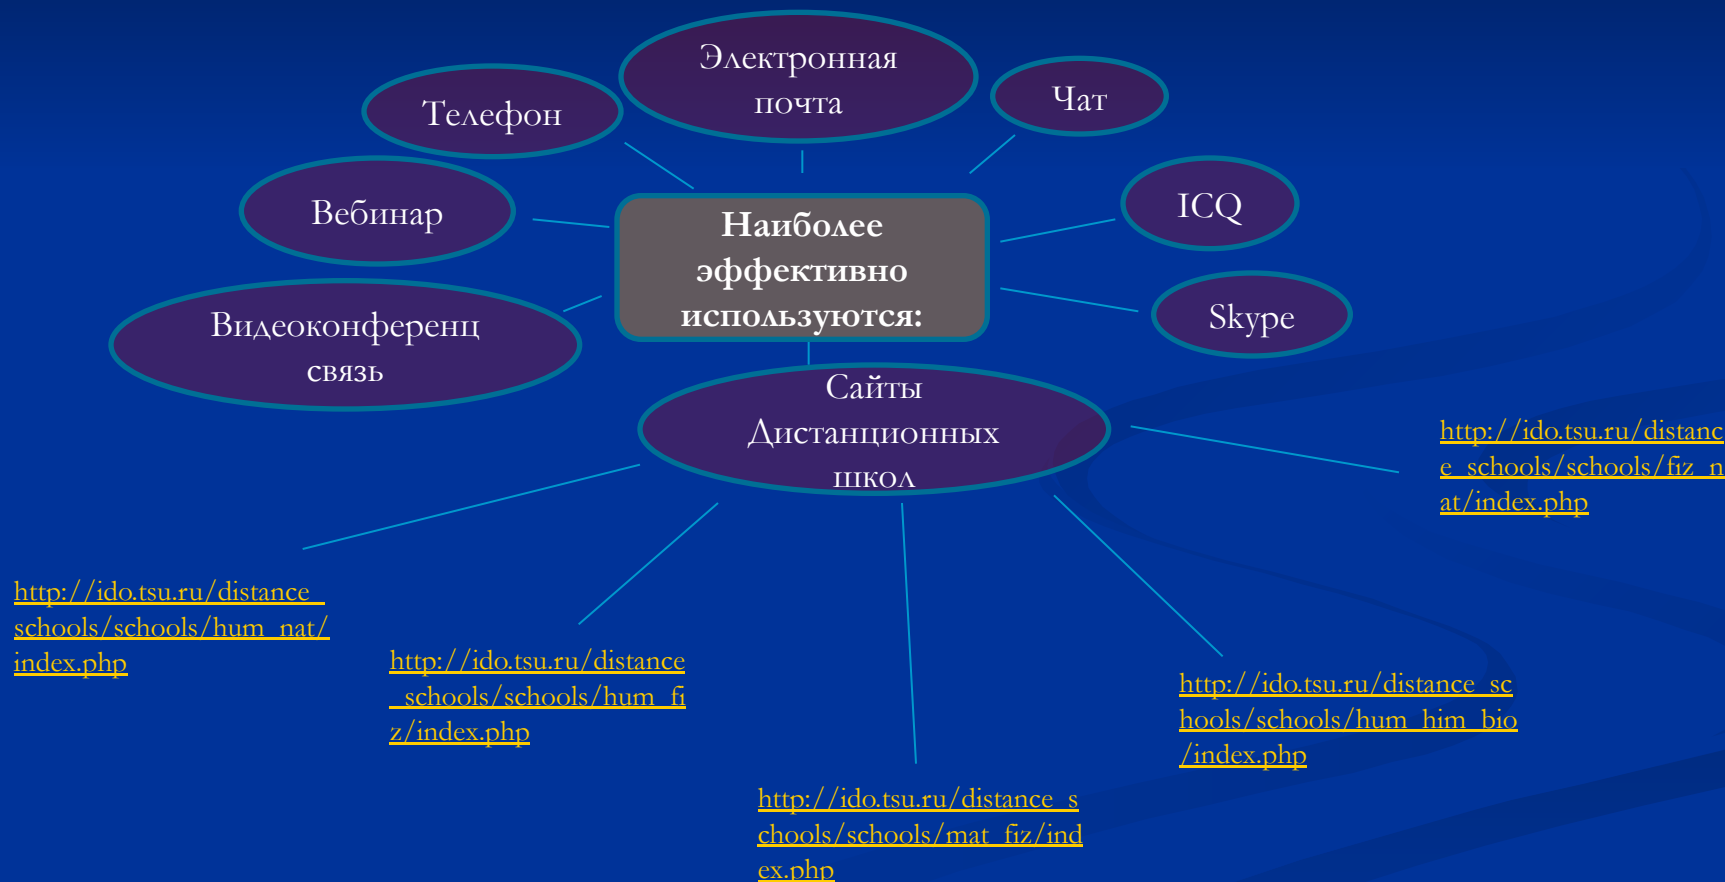 Электронная
почта
Телефон
Чат
Вебинар
ICQ
Наиболее
эффективно
используются:
Видеоконференц
связь
Skype
Сайты
Дистанционных
школ
http://ido.tsu.ru/distanc
e_schools/schools/fiz_n
at/index.php
http://ido.tsu.ru/distance_
schools/schools/hum_nat/
index.php
http://ido.tsu.ru/distance
_schools/schools/hum_fi
z/index.php
http://ido.tsu.ru/distance_sc
hools/schools/hum_him_bio
/index.php
http://ido.tsu.ru/distance_s
chools/schools/mat_fiz/ind
ex.php